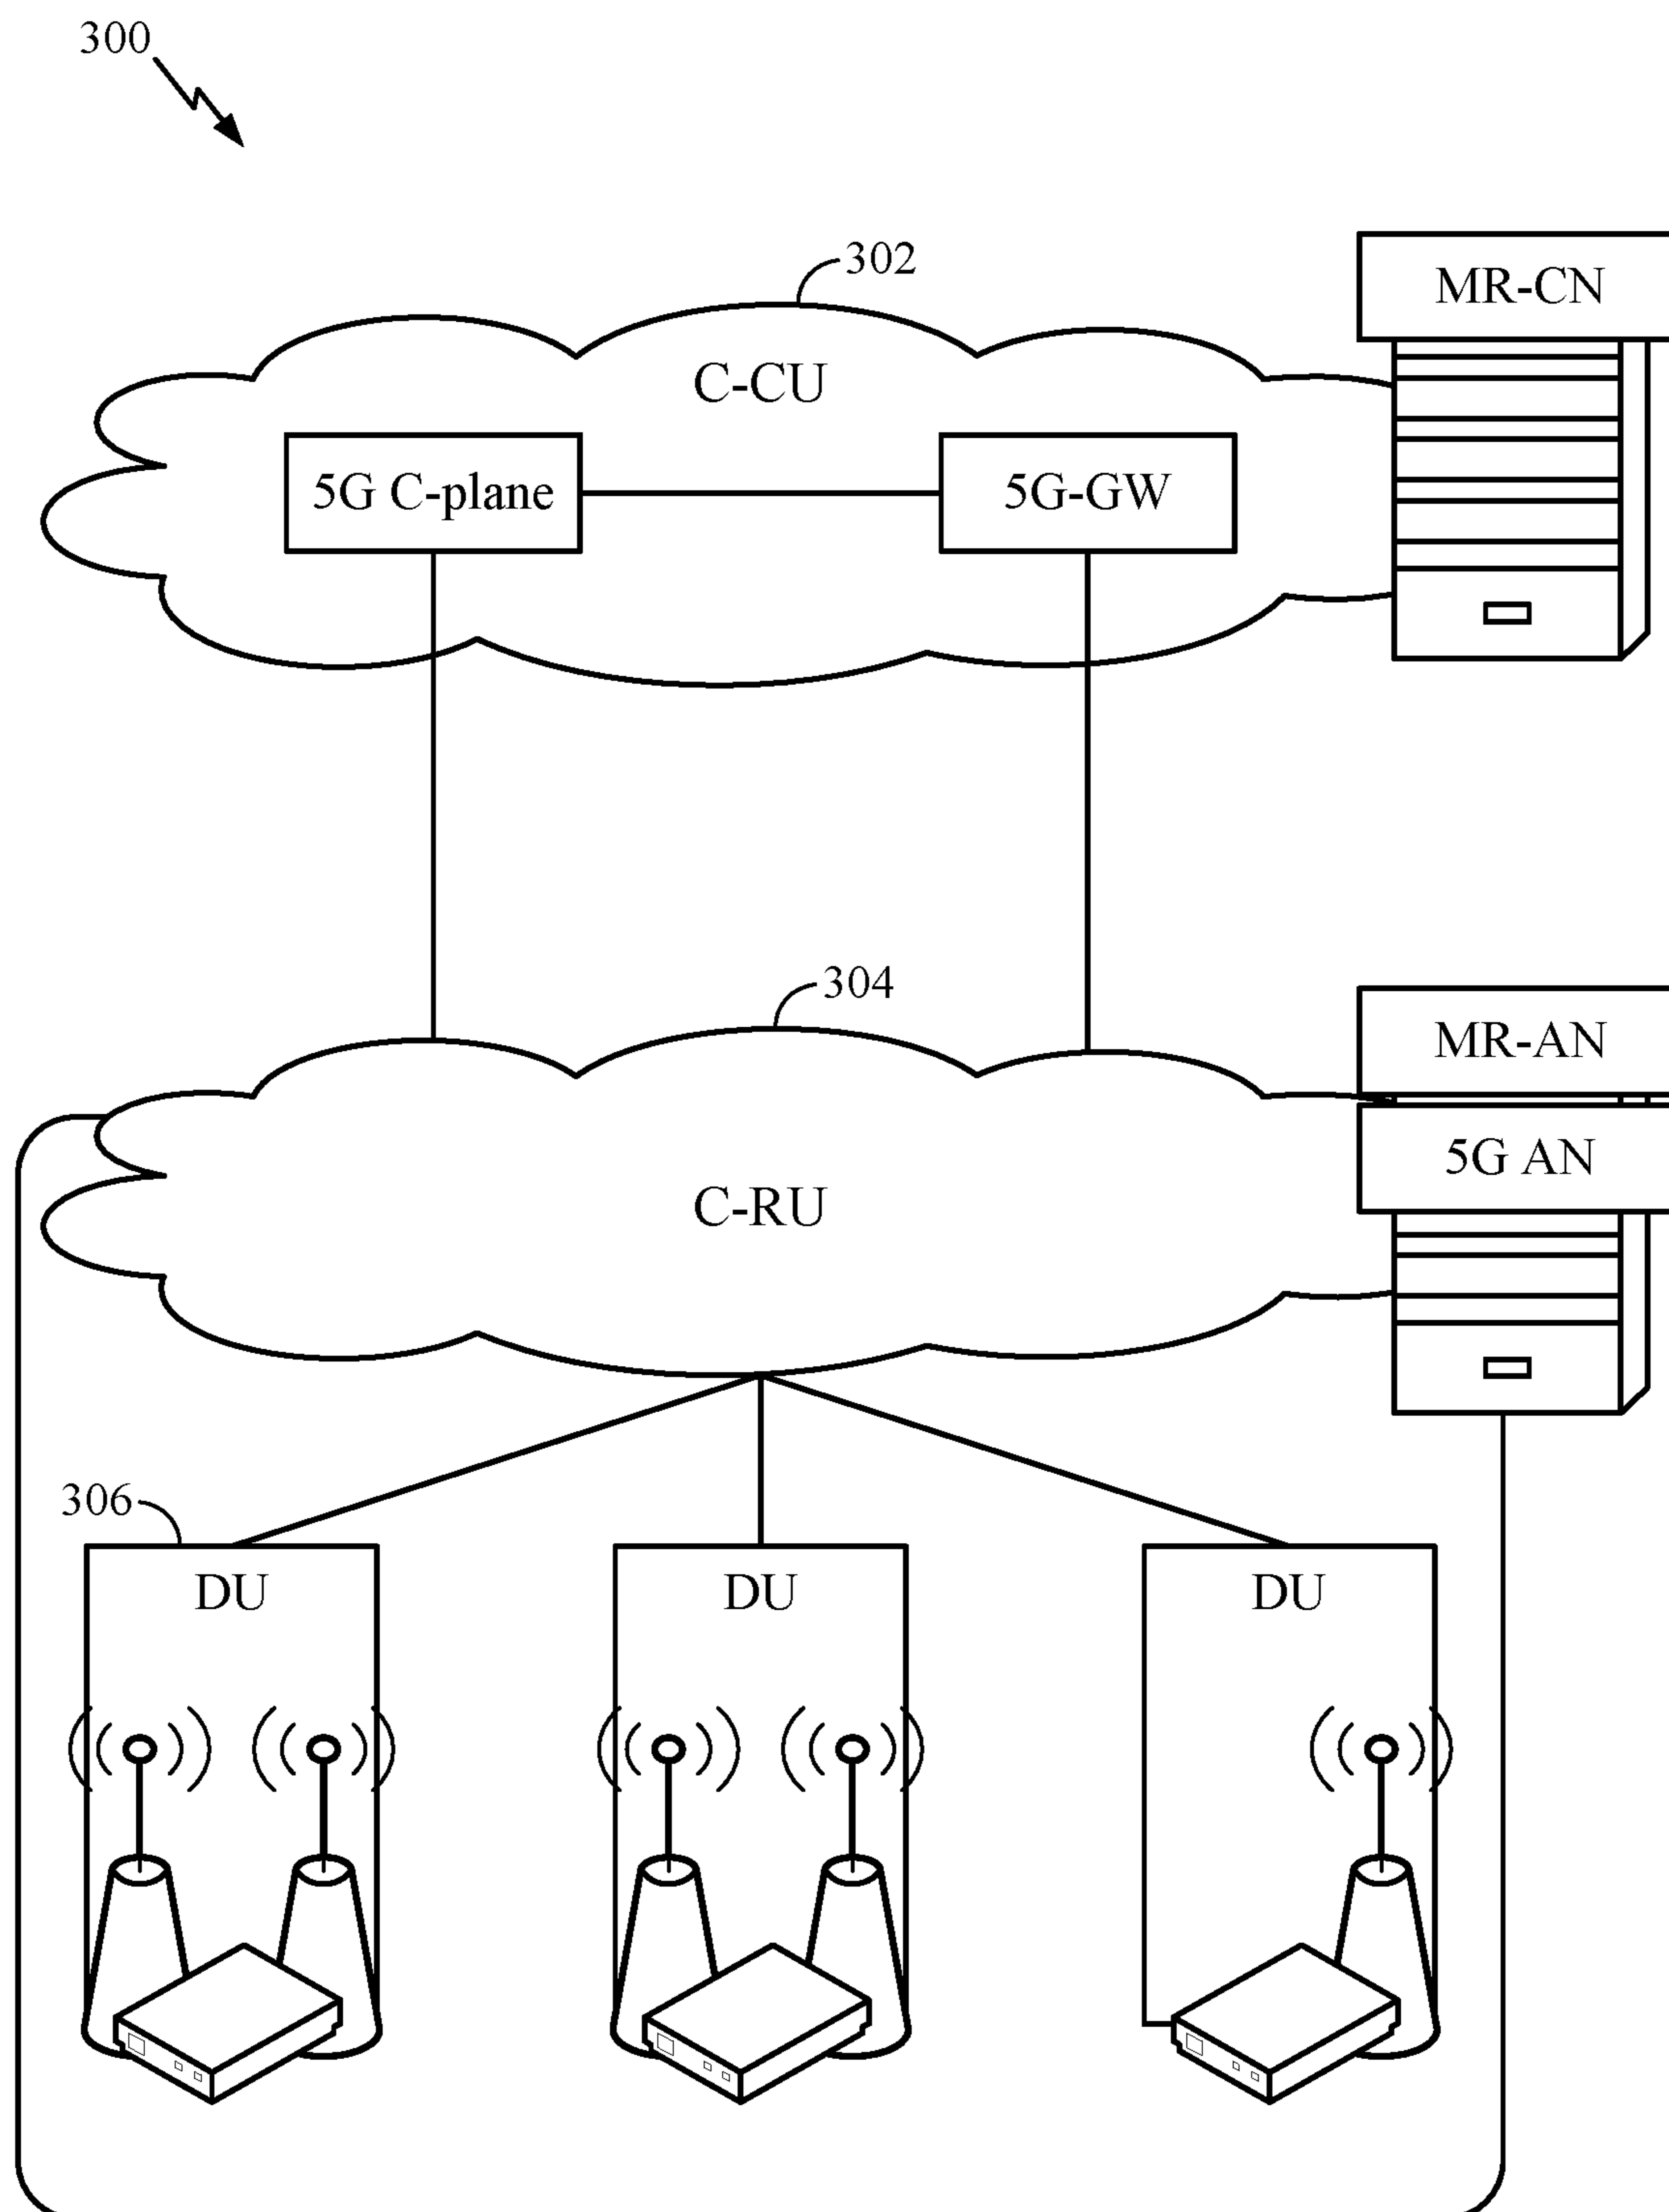 300
302
MR-CN
C-CU
5G C-plane
5G-GW
304
MR-AN
5G AN
C-RU
306
DU
DU
DU